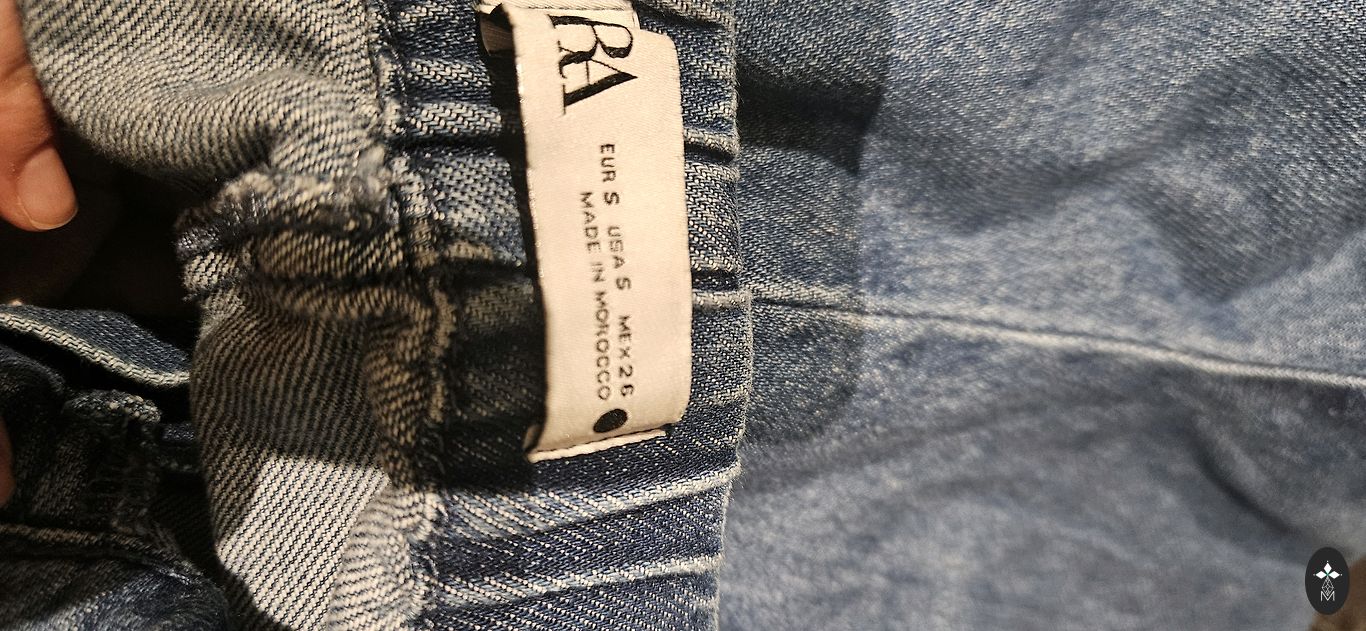 RA
EUR S USA S MEX 26
MADE IN MOROCCO
M